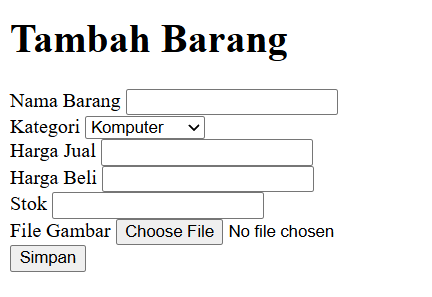 Tambah Barang
Nama Barang
Kategori Komputer
Harga Jual
Harga Beli
Stok
File Gambar Choose File No file chosen
Simpan